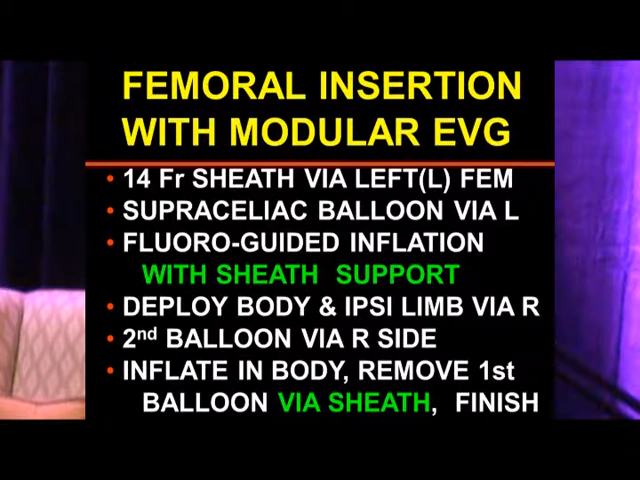 FEMORAL INSERTION
WITH MODULAR EVG
• 14 Fr SHEATH VIA LEFT(L) FEM
• SUPRACELIAC BALLOON VIA L
• FLUORO-GUIDED INFLATION
WITH SHEATH SUPPORT
• DEPLOY BODY & IPSI LIMB VIA R
• 2nd BALLOON VIA R SIDE
• INFLATE IN BODY, REMOVE 1st
BALLOON VIA SHEATH, FINISH